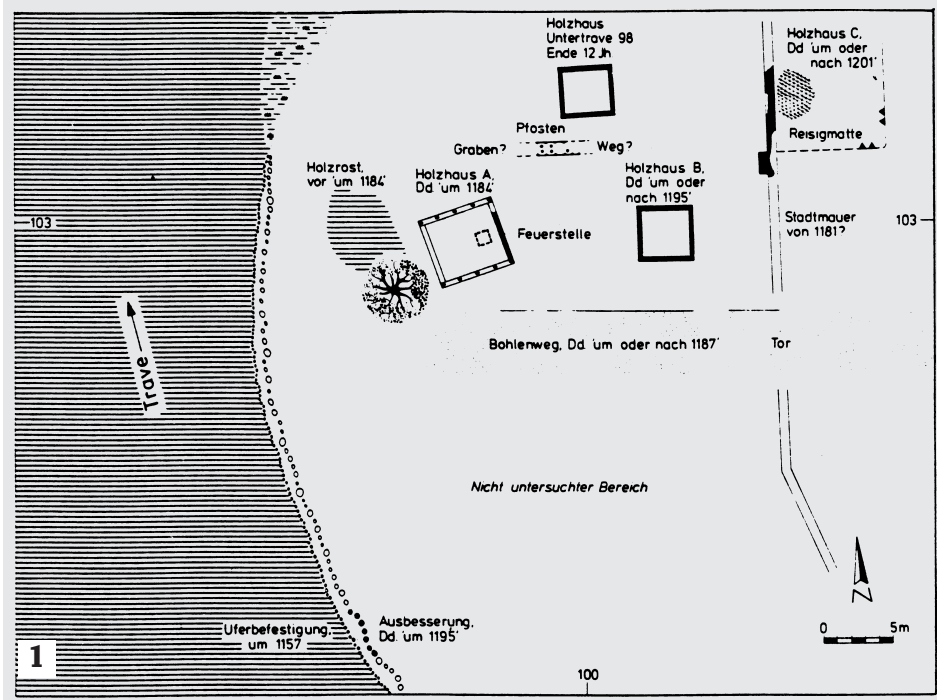 Holzhaus
Untertrave 98
Ende 12 Jh
Holzhaus C,
Dd 'um oder
nach 1201'
Pfosten
Graben?
Weg?
Reisigmatte
Holzrost,
vor 'um 1184'
Holzhaus A,
Dd 'um 1184'
Holzhaus B,
Dd 'um oder
nach 1195'
103
Feuerstelle
Stadtmauer
von 1181?
103
Trave
Bohlenweg, Dd. 'um oder nach 1187'
Tor
Nicht untersuchter Bereich
N
Uferbefestigung,
um 1157
Ausbesserung,
Dd. 'um 1195'
0 5m
1
100